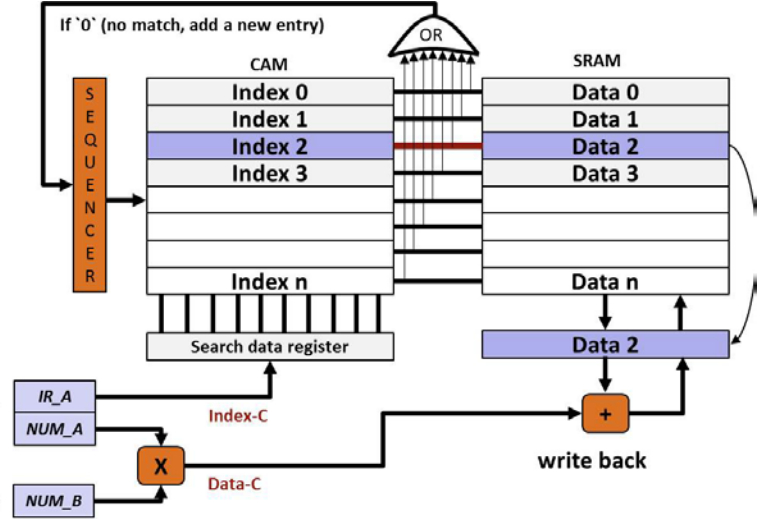 If `0` (no match, add a new entry)
OR
CAM
SRAM
SEQUENCER
Index 0
Data 0
Index 1
Data 1
Index 2
Data 2
Index 3
Data 3
Index n
Data n
Search data register
Data 2
IR_A
Index-C
NUM_A
+
X
write back
Data-C
NUM_B